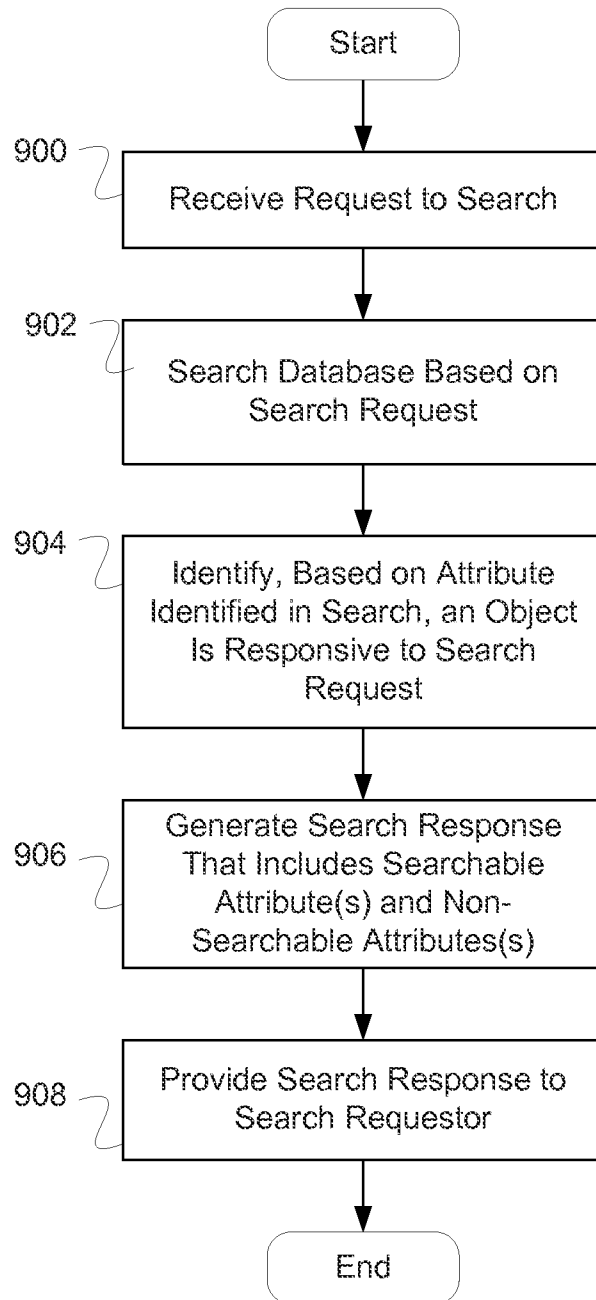 Start
900
Receive Request to Search
902
Search Database Based on
Search Request
904
Identify, Based on Attribute
Identified in Search, an Object
Is Responsive to Search
Request
906
Generate Search Response
That Includes Searchable
Attribute(s) and Non-
Searchable Attributes(s)
908
Provide Search Response to
Search Requestor
End